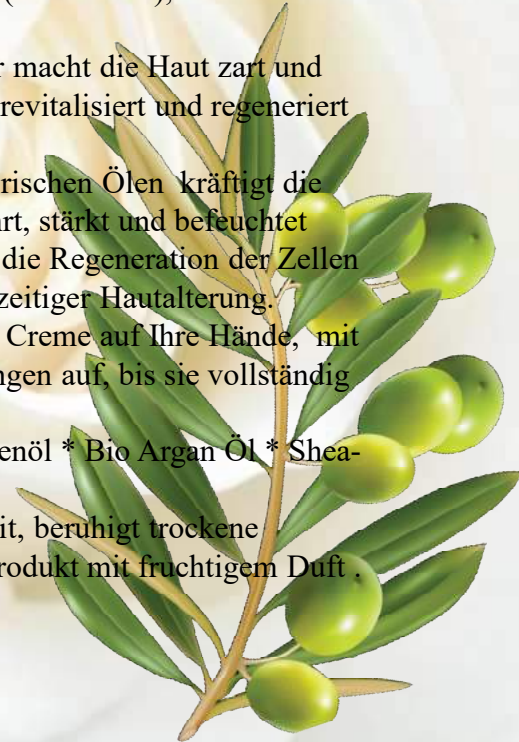 r macht die Haut zart und
revitalisiert und regeneriert
rischen Ölen kräftigt die
rt, stärkt und befeuchtet
die Regeneration der Zellen
zeitiger Hautalterung.
Creme auf Ihre Hände, mit
ngen auf, bis sie vollständig
enöl * Bio Argan Öl * Shea-
it, beruhigt trockene
rodukt mit fruchtigem Duft .